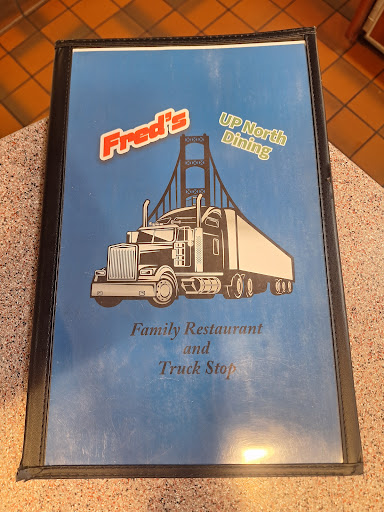 Fred's
UP North
Dining
Family Restaurant
and
Truck Stop